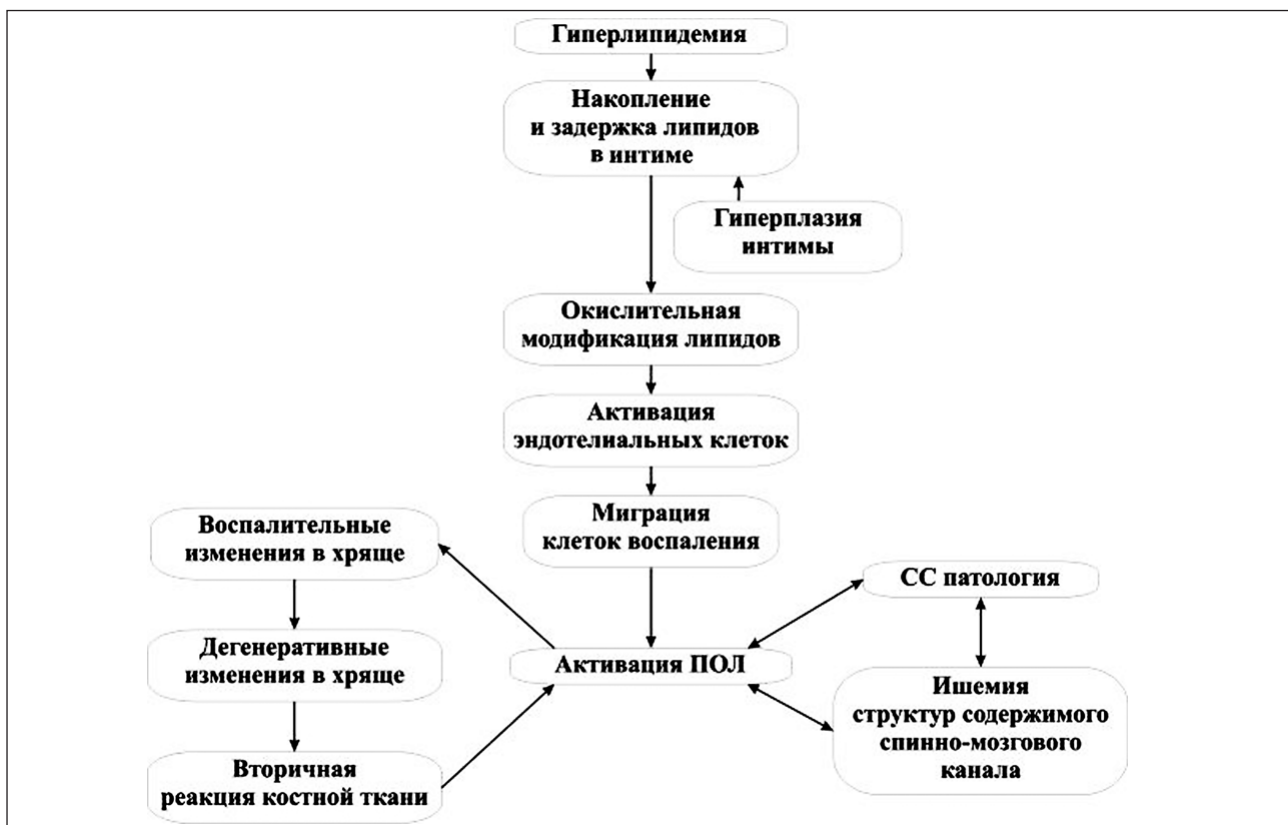 Гиперлипидемия
Накопление
и задержка липидов
в интиме
Гиперплазия
интимы
Окислительная
модификация липидов
Активация
эндотелиальных клеток
Миграция
клеток воспаления
Воспалительные
изменения в хряще
СС патология
Дегенеративные
изменения в хряще
Активация ПОЛ
Ишемия
структур содержимого
спинно-мозгового
канала
Вторичная
реакция костной ткани